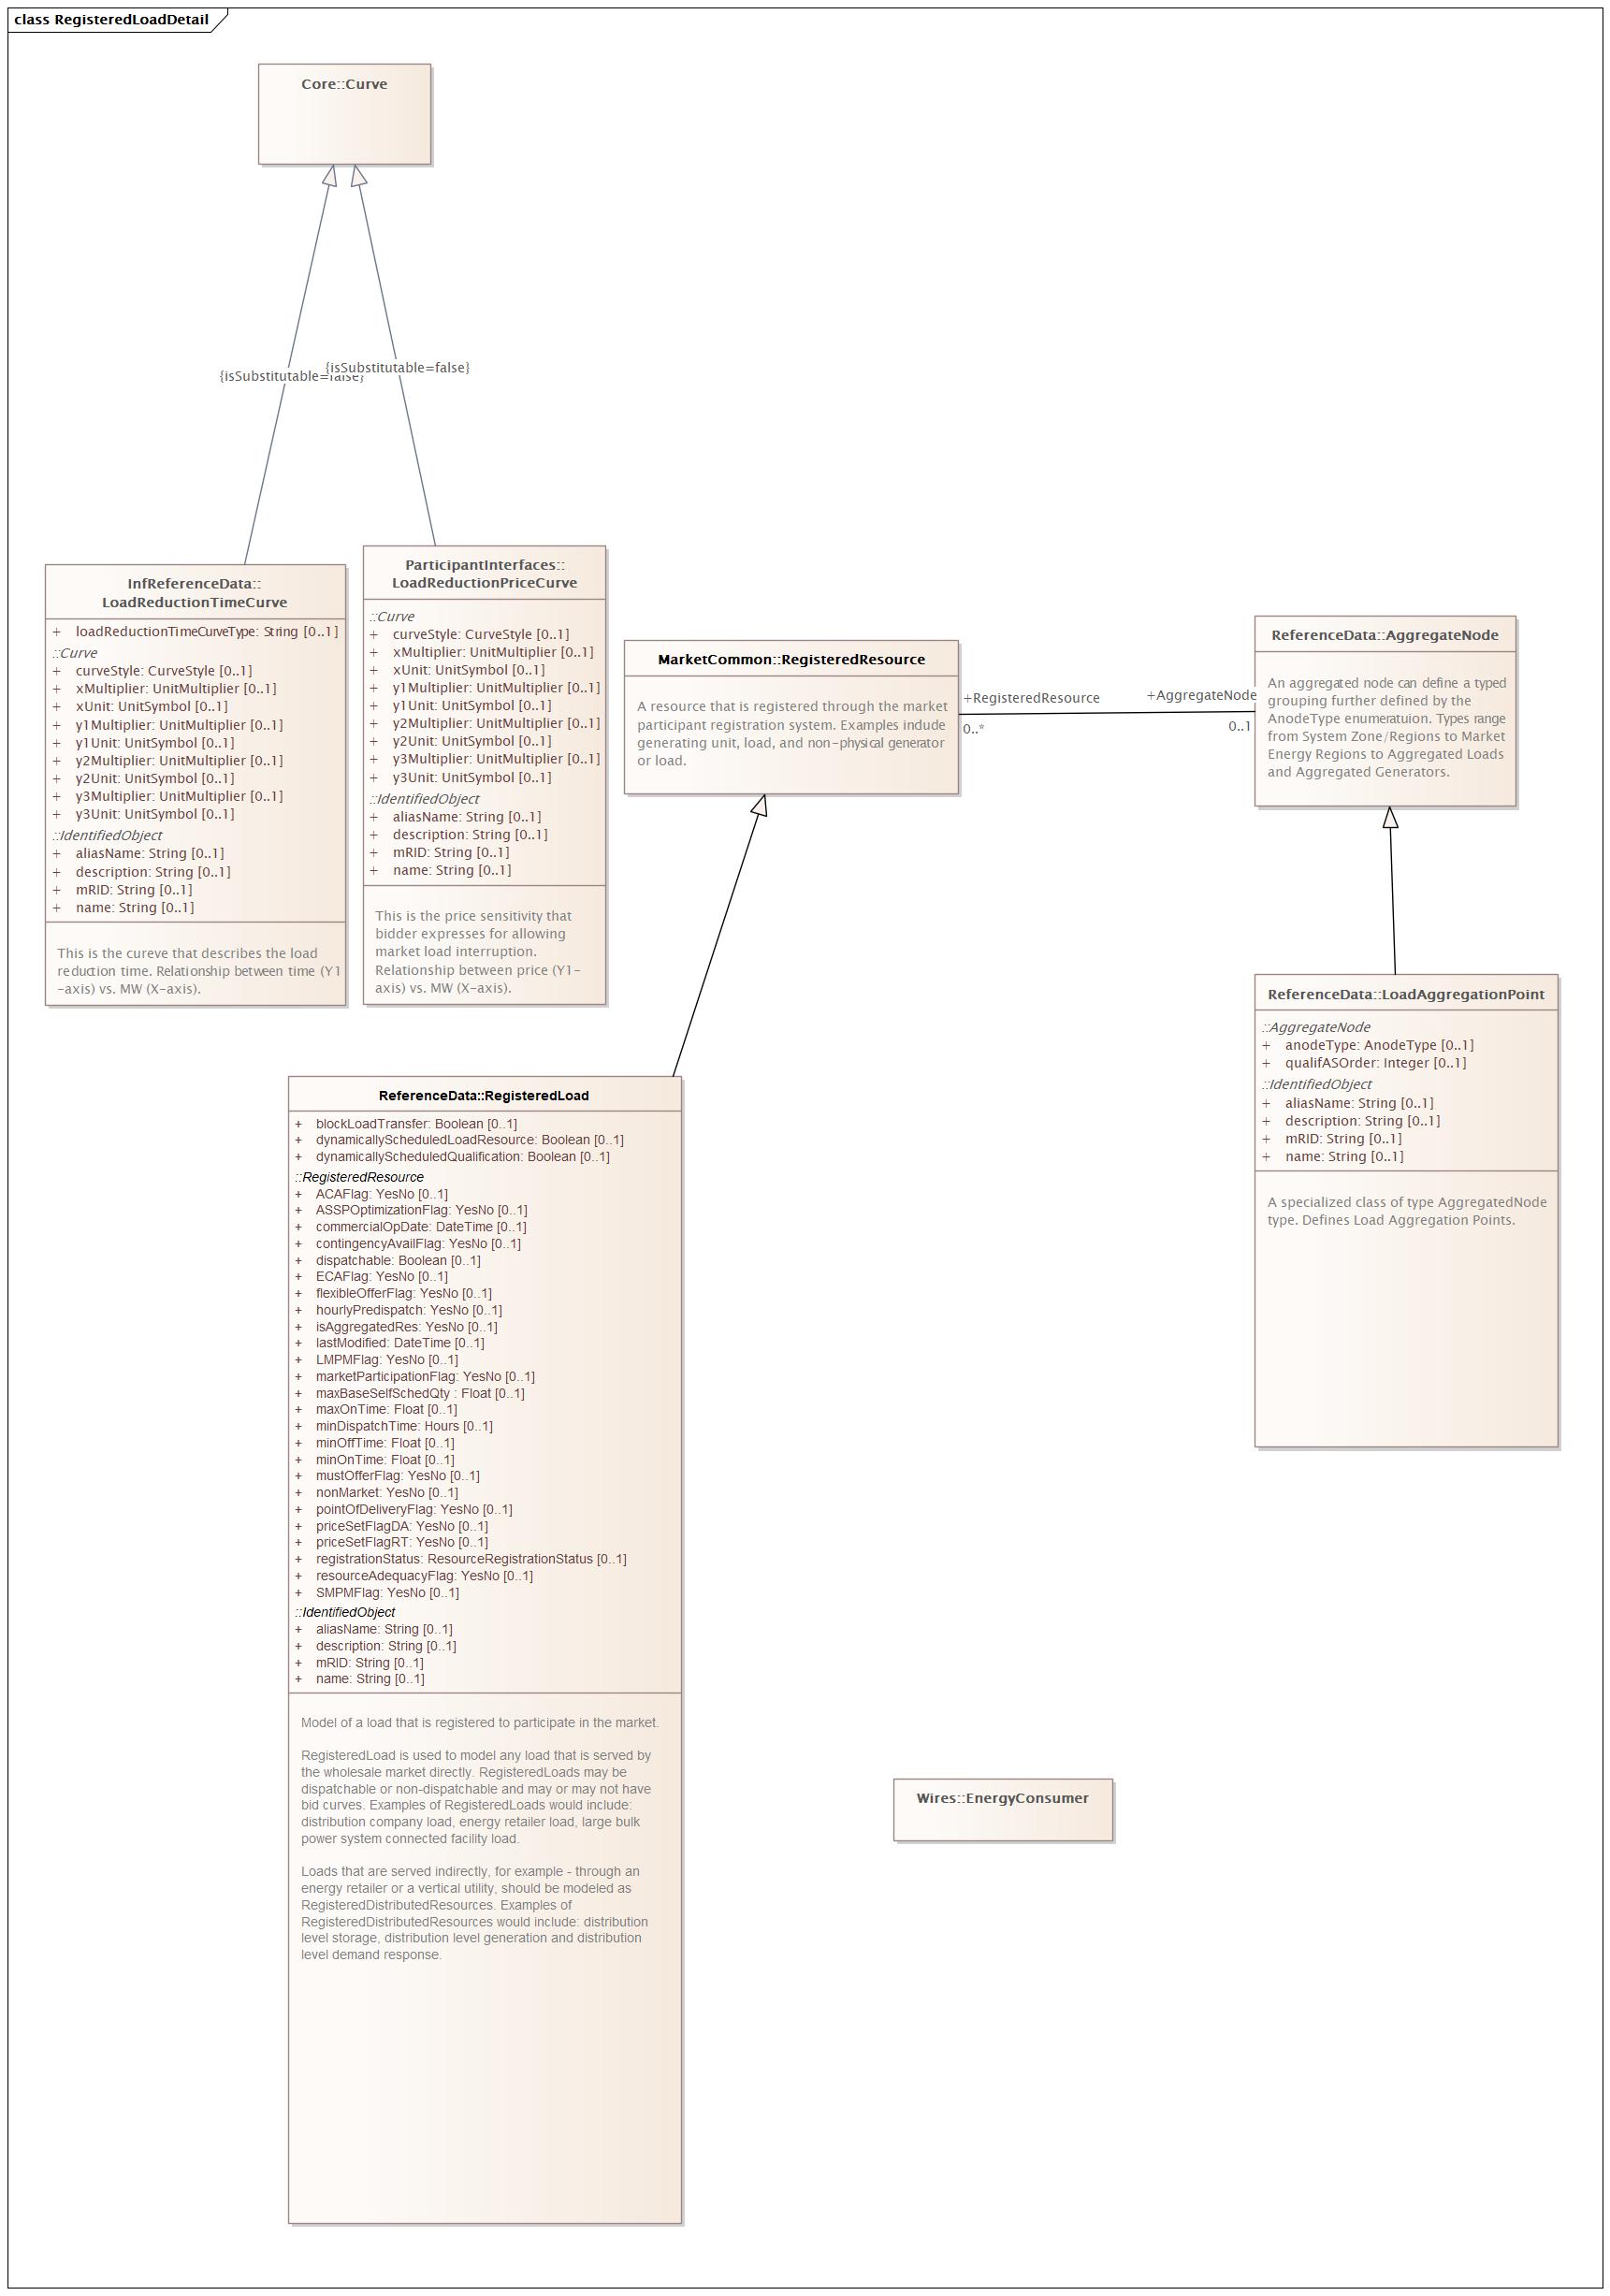 class RegisteredLoadDetail
Core::Curve
{isSubstitutable=false}
{isSubstitutable=false}
InfReferenceData::
LoadReductionTimeCurve
+ loadReductionTimeCurveType: String [0..1]
::Curve
+ curveStyle: CurveStyle [0..1]
+ xMultiplier: UnitMultiplier [0..1]
+ xUnit: UnitSymbol [0..1]
+ y1Multiplier: UnitMultiplier [0..1]
+ y1Unit: UnitSymbol [0..1]
+ y2Multiplier: UnitMultiplier [0..1]
+ y2Unit: UnitSymbol [0..1]
+ y3Multiplier: UnitMultiplier [0..1]
+ y3Unit: UnitSymbol [0..1]
::IdentifiedObject
+ aliasName: String [0..1]
+ description: String [0..1]
+ mRID: String [0..1]
+ name: String [0..1]
This is the cureve that describes the load
reduction time. Relationship between time (Y1
-axis) vs. MW (X-axis).
ParticipantInterfaces::
LoadReductionPriceCurve
::Curve
+ curveStyle: CurveStyle [0..1]
+ xMultiplier: UnitMultiplier [0..1]
+ xUnit: UnitSymbol [0..1]
+ y1Multiplier: UnitMultiplier [0..1]
+ y1Unit: UnitSymbol [0..1]
+ y2Multiplier: UnitMultiplier [0..1]
+ y2Unit: UnitSymbol [0..1]
+ y3Multiplier: UnitMultiplier [0..1]
+ y3Unit: UnitSymbol [0..1]
::IdentifiedObject
+ aliasName: String [0..1]
+ description: String [0..1]
+ mRID: String [0..1]
+ name: String [0..1]
This is the price sensitivity that
bidder expresses for allowing
market load interruption.
Relationship between price (Y1-
axis) vs. MW (X-axis).
MarketCommon::RegisteredResource
A resource that is registered through the market
participant registration system. Examples include
generating unit, load, and non-physical generator
or load.
+RegisteredResource
0..*
+AggregateNode
0..1
ReferenceData::AggregateNode
An aggregated node can define a typed
grouping further defined by the
AnodeType enumeratuion. Types range
from System Zone/Regions to Market
Energy Regions to Aggregated Loads
and Aggregated Generators.
ReferenceData::LoadAggregationPoint
::AggregateNode
+ anodeType: AnodeType [0..1]
+ qualifASOrder: Integer [0..1]
::IdentifiedObject
+ aliasName: String [0..1]
+ description: String [0..1]
+ mRID: String [0..1]
+ name: String [0..1]
A specialized class of type AggregatedNode
type. Defines Load Aggregation Points.
ReferenceData::RegisteredLoad
+ blockLoadTransfer: Boolean [0..1]
+ dynamicallyScheduledLoadResource: Boolean [0..1]
+ dynamicallyScheduledQualification: Boolean [0..1]
::RegisteredResource
+ ACAFlag: YesNo [0..1]
+ ASSPOptimizationFlag: YesNo [0..1]
+ commercialOpDate: DateTime [0..1]
+ contingencyAvailFlag: YesNo [0..1]
+ dispatchable: Boolean [0..1]
+ ECAFlag: YesNo [0..1]
+ flexibleOfferFlag: YesNo [0..1]
+ hourlyPredispatch: YesNo [0..1]
+ isAggregatedRes: YesNo [0..1]
+ lastModified: DateTime [0..1]
+ LMPMFlag: YesNo [0..1]
+ marketParticipationFlag: YesNo [0..1]
+ maxBaseSelfSchedQty : Float [0..1]
+ maxOnTime: Float [0..1]
+ minDispatchTime: Hours [0..1]
+ minOffTime: Float [0..1]
+ minOnTime: Float [0..1]
+ mustOfferFlag: YesNo [0..1]
+ nonMarket: YesNo [0..1]
+ pointOfDeliveryFlag: YesNo [0..1]
+ priceSetFlagDA: YesNo [0..1]
+ priceSetFlagRT: YesNo [0..1]
+ registrationStatus: ResourceRegistrationStatus [0..1]
+ resourceAdequacyFlag: YesNo [0..1]
+ SMPMFlag: YesNo [0..1]
::IdentifiedObject
+ aliasName: String [0..1]
+ description: String [0..1]
+ mRID: String [0..1]
+ name: String [0..1]
Model of a load that is registered to participate in the market.
RegisteredLoad is used to model any load that is served by
the wholesale market directly. RegisteredLoads may be
dispatchable or non-dispatchable and may or may not have
bid curves. Examples of RegisteredLoads would include:
distribution company load, energy retailer load, large bulk
power system connected facility load.
Loads that are served indirectly, for example - through an
energy retailer or a vertical utility, should be modeled as
RegisteredDistributedResources. Examples of
RegisteredDistributedResources would include: distribution
level storage, distribution level generation and distribution
level demand response.
Wires::EnergyConsumer